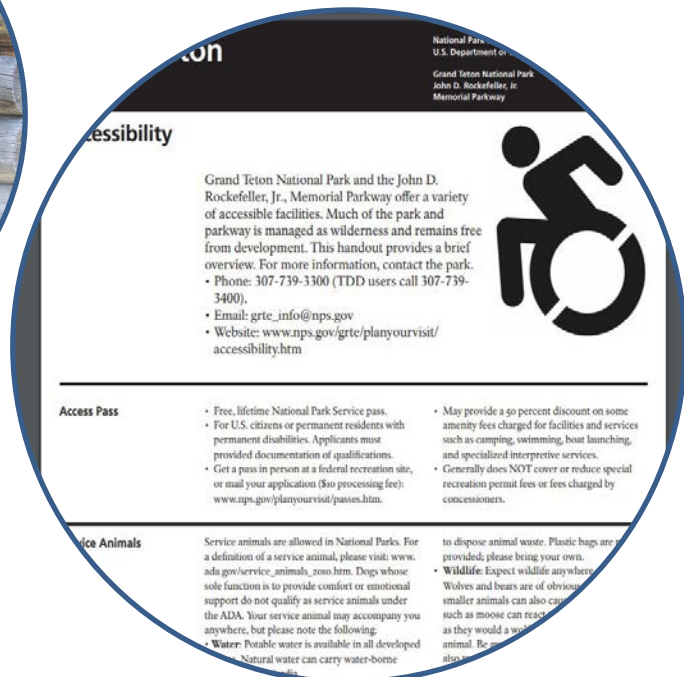 National
U.S. Department
Grand Teton National Park
John D. Rockefeller, Jr.
Memorial Parkway
Grand Teton National Park and the John D.
Rockefeller, Jr., Memorial Parkway offer a variety
of accessible facilities. Much of the park and
parkway is managed as wilderness and remains free
from development. This handout provides a brief
overview. For more information, contact the park.
• Phone: 307-739-3300 (TDD users call 307-739-
3400).
• Email: grte_info@nps.gov
• Website: www.nps.gov/grte/planyourvisit/
accessibility.htm
Access Pass
• Free, lifetime National Park Service pass.
• For U.S. citizens or permanent residents with
permanent disabilities. Applicants must
provided documentation of qualifications.
• Get a pass in person at a federal recreation site,
or mail your application ($10 processing fee):
www.nps.gov/planyourvisit/passes.htm.
• May provide a 50 percent discount on some
amenity fees charged for facilities and services
such as camping, swimming, boat launching,
and specialized interpretive services.
• Generally does NOT cover or reduce special
recreation permit fees or fees charged by
concessioners.
Animals
Service animals are allowed in National Parks. For
a definition of a service animal, please visit: www.
ada.gov/service_animals_2010.htm. Dogs whose
sole function is to provide comfort or emotional
support do not qualify as service animals under
the ADA. Your service animal may accompany you
anywhere, but please note the following:
• Water: Potable water is available in all developed
Natural water can carry water-borne
to dispose animal waste. Plastic bags are
provided; please bring your own.
• Wildlife: Expect wildlife anywhere
Wolves and bears are of
smaller animals can also
such as moose can react
as they would a
animal. Be
also